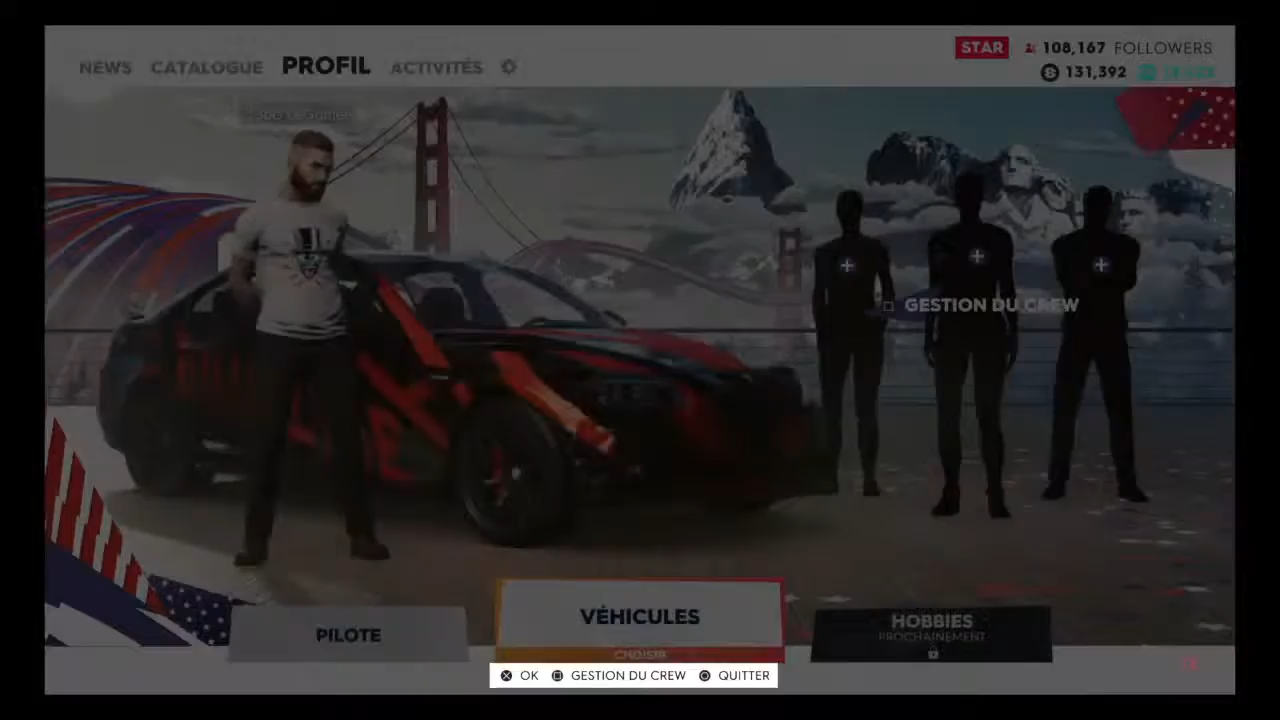 NEWS CATALOGUE PROFIL ACTIVITÉS
STAR 108,167 FOLLOWERS
131,392
GESTION DU CREW
PILOTE
VÉHICULES
CHOISIR
HOBBIES
PROCHAINEMENT
OK GESTION DU CREW QUITTER